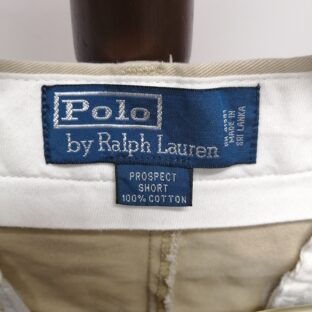 Polo
by Ralph Lauren
MADE IN
SRI LANKA
PROSPECT
SHORT
100% COTTON